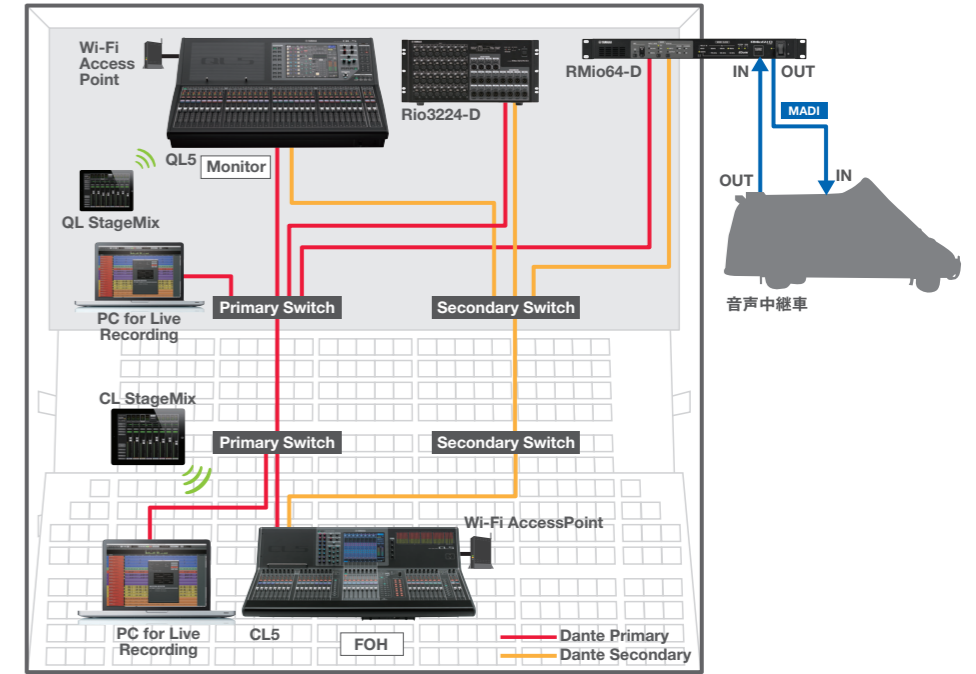 Wi-Fi
Access
Point
QL5
Monitor
Rio3224-D
RMio64-D
IN
OUT
MADI
OUT
IN
音声中継車
QL StageMix
PC for Live
Recording
Primary Switch
Secondary Switch
CL StageMix
Primary Switch
Secondary Switch
Wi-Fi AccessPoint
PC for Live
Recording
CL5
FOH
Dante Primary
Dante Secondary